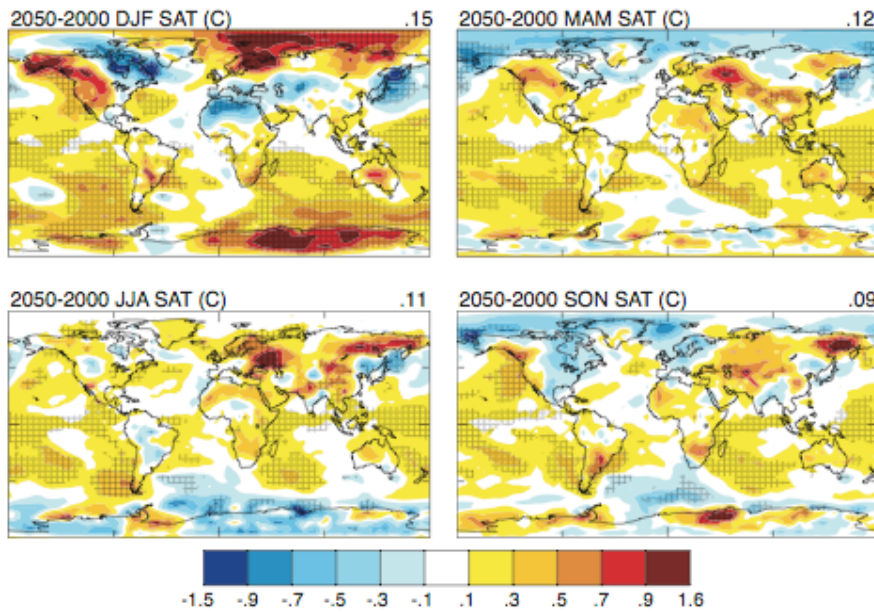 2050-2000 DJF SAT (C) .15
2050-2000 MAM SAT (C) .12
2050-2000 JJA SAT (C) .11
2050-2000 SON SAT (C) .09
-1.5 -.9 -.7 -.5 -.3 -.1 .1 .3 .5 .7 .9 1.6